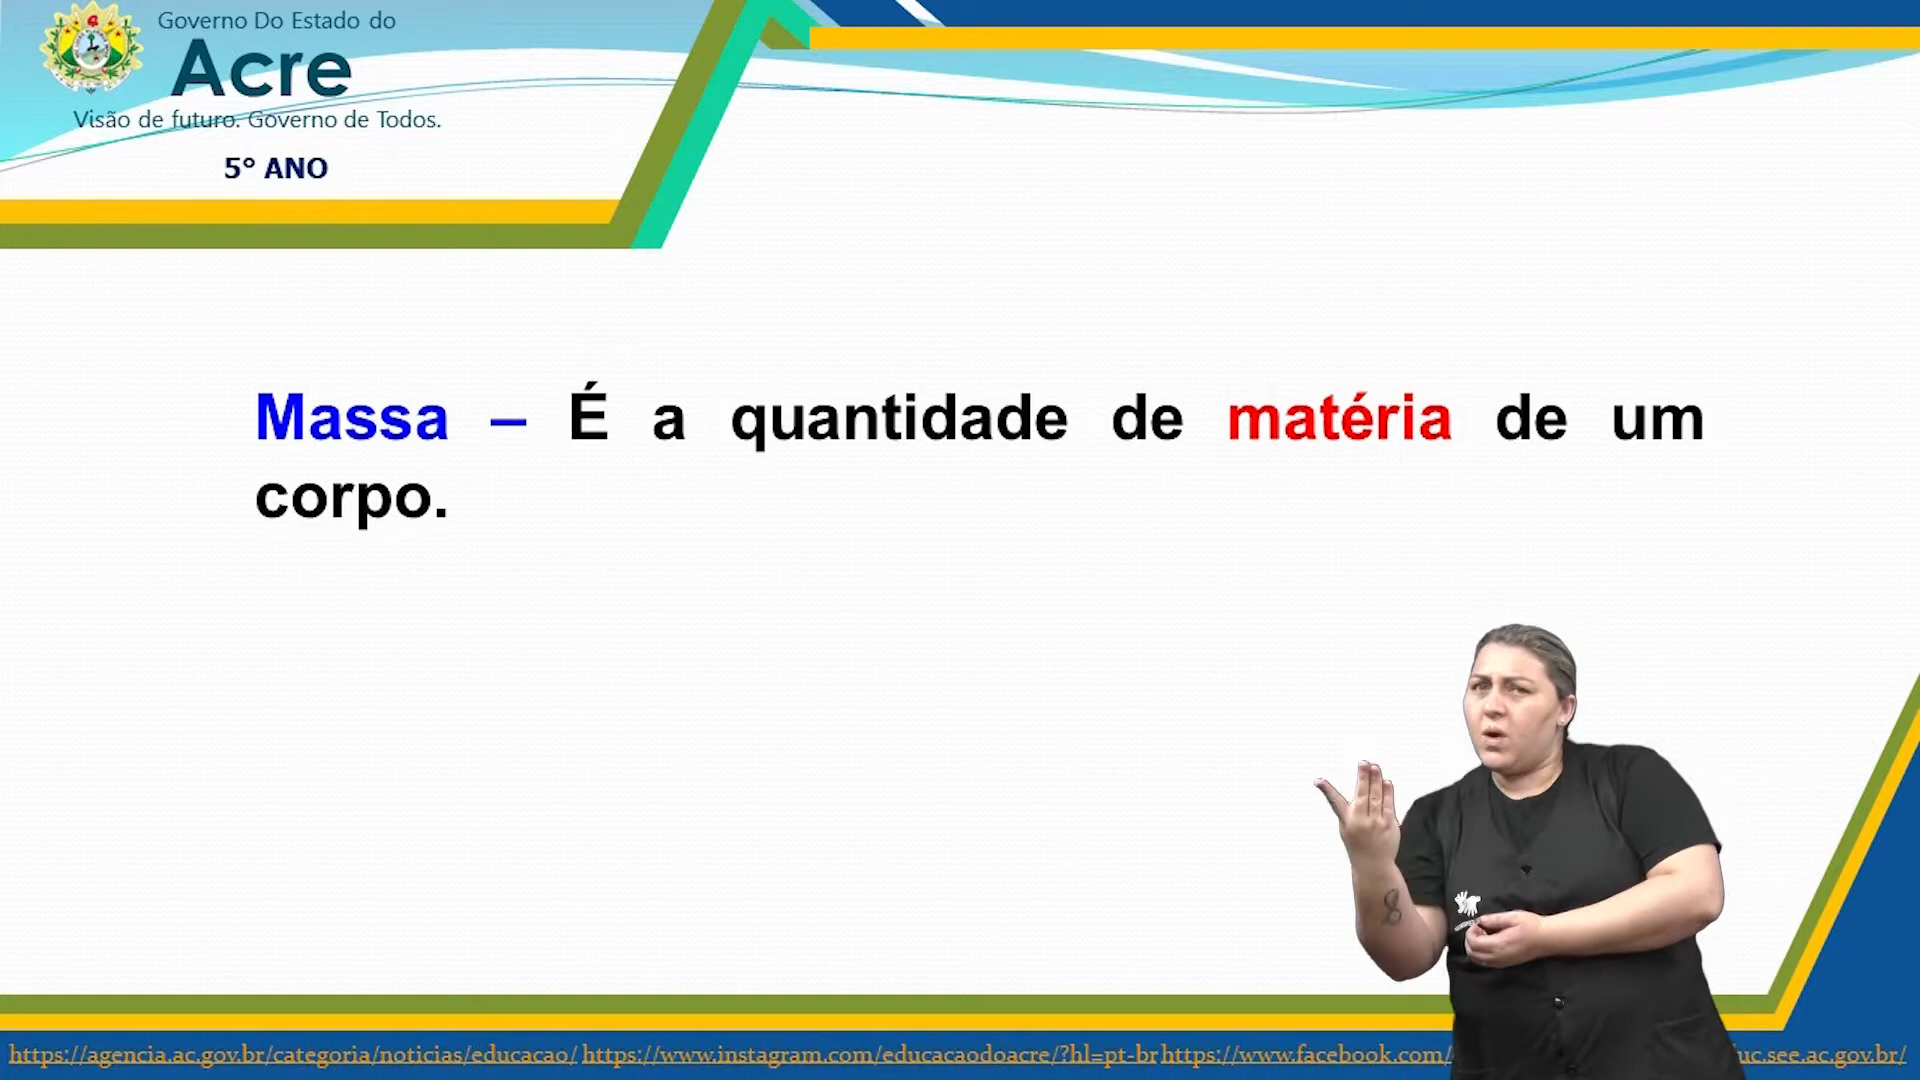 Governo Do Estado do
Acre
Visão de futuro. Governo de Todos.
5° ANO
Massa – É a quantidade de matéria de um
corpo.
https://agencia.ac.gov.br/categoria/noticias/educacao/ https://www.instagram.com/educacaodoacre/?hl=pt-br https://www.facebook.com/ uc.see.ac.gov.br/